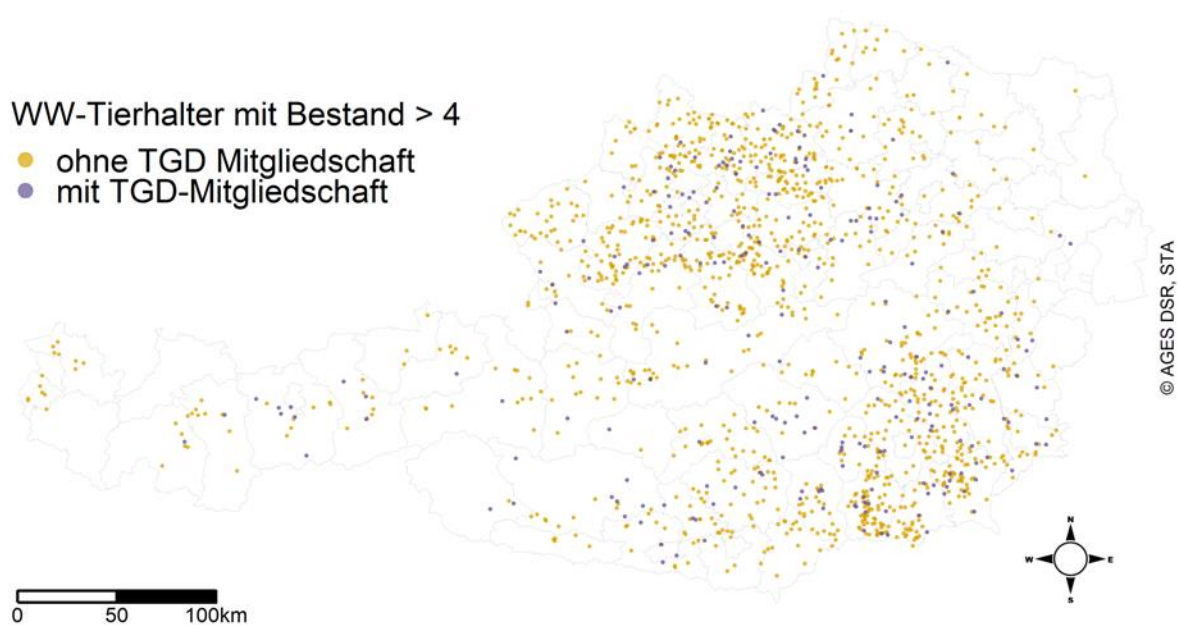 WW-Tierhalter mit Bestand > 4
ohne TGD Mitgliedschaft
mit TGD-Mitgliedschaft
© AGES DSR, STA
N
W E
S
0 50 100km